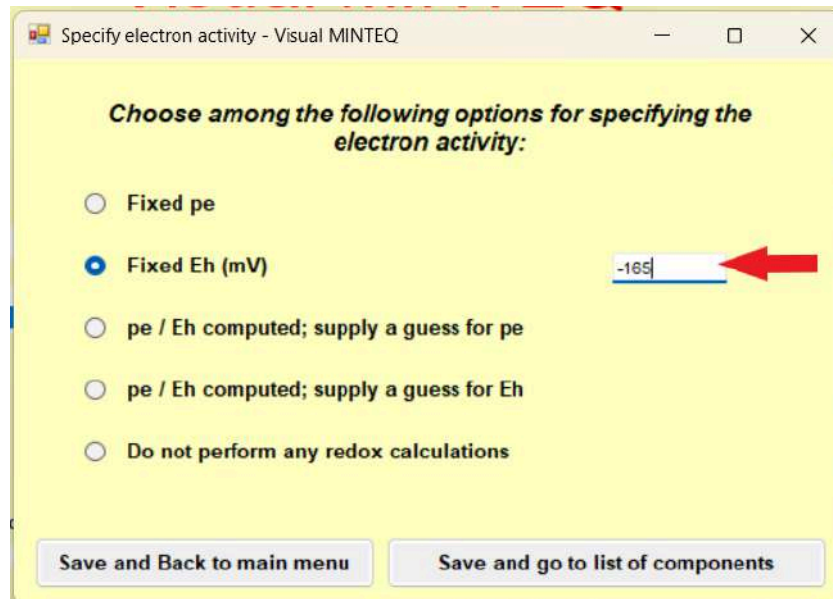 Specify electron activity - Visual MINTEQ
Choose among the following options for specifying the
electron activity:
Fixed pe
Fixed Eh (mV)
-165
pe / Eh computed; supply a guess for pe
pe / Eh computed; supply a guess for Eh
Do not perform any redox calculations
Save and Back to main menu
Save and go to list of components